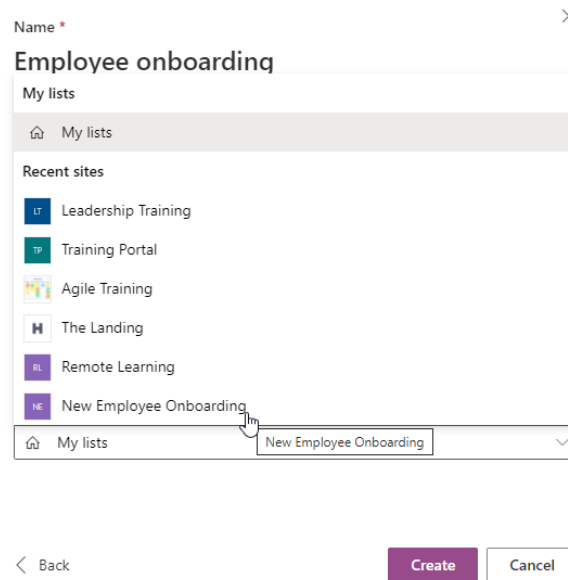 Name *
Employee onboarding
My lists
My lists
Recent sites
LT Leadership Training
TP Training Portal
Agile Training
H The Landing
RL Remote Learning
NE New Employee Onboarding
My lists
New Employee Onboarding
Back
Create
Cancel